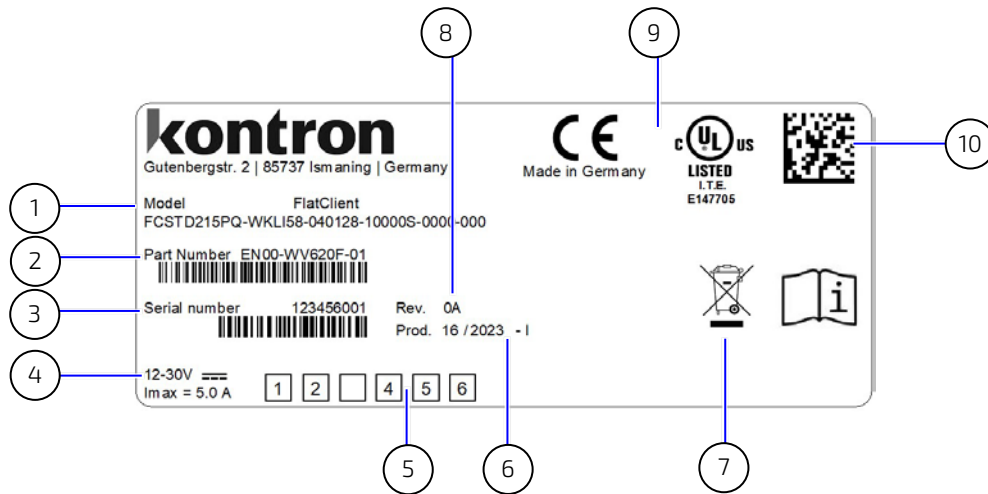 8
9
10
kontron
Gutenbergstr. 2 | 85737 Ismaning | Germany
CE
Made in Germany
C UL US
LISTED
I.T.E.
E147705
1
Model FlatClient
FCSTD215PQ-WKLI58-040128-10000S-0000-000
2
Part Number EN00-WV620F-01
3
Serial number 123456001 Rev. 0A
Prod. 16 / 2023 - I
4
12-30V
Imax = 5.0 A
1 2 4 5 6
i
5
6
7